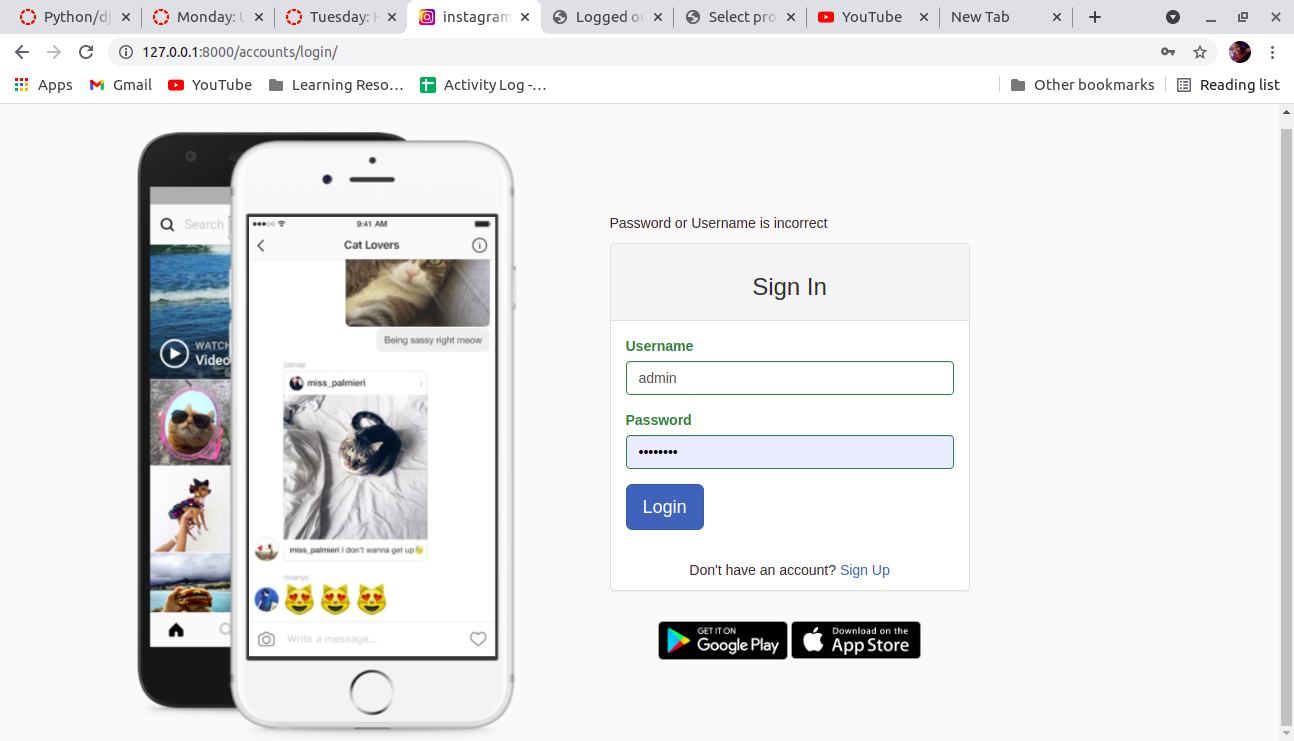 Python/dj
Monday: U
Tuesday: H
instagram
Logged ou
Select pro
YouTube
New Tab
127.0.0.1:8000/accounts/login/
Apps
Gmail
YouTube
Learning Reso…
Activity Log -…
Other bookmarks
Reading list
Search
WATCH
Video
9:41 AM
Cat Lovers
Being sassy right meow
catnap
miss_palmieri
miss_palmieri I don't wanna get up😴
ninanyc
Write a message...
Password or Username is incorrect
Sign In
Username
admin
Password
••••••••
Login
Don't have an account? Sign Up
GET IT ON
Google Play
Download on the
App Store